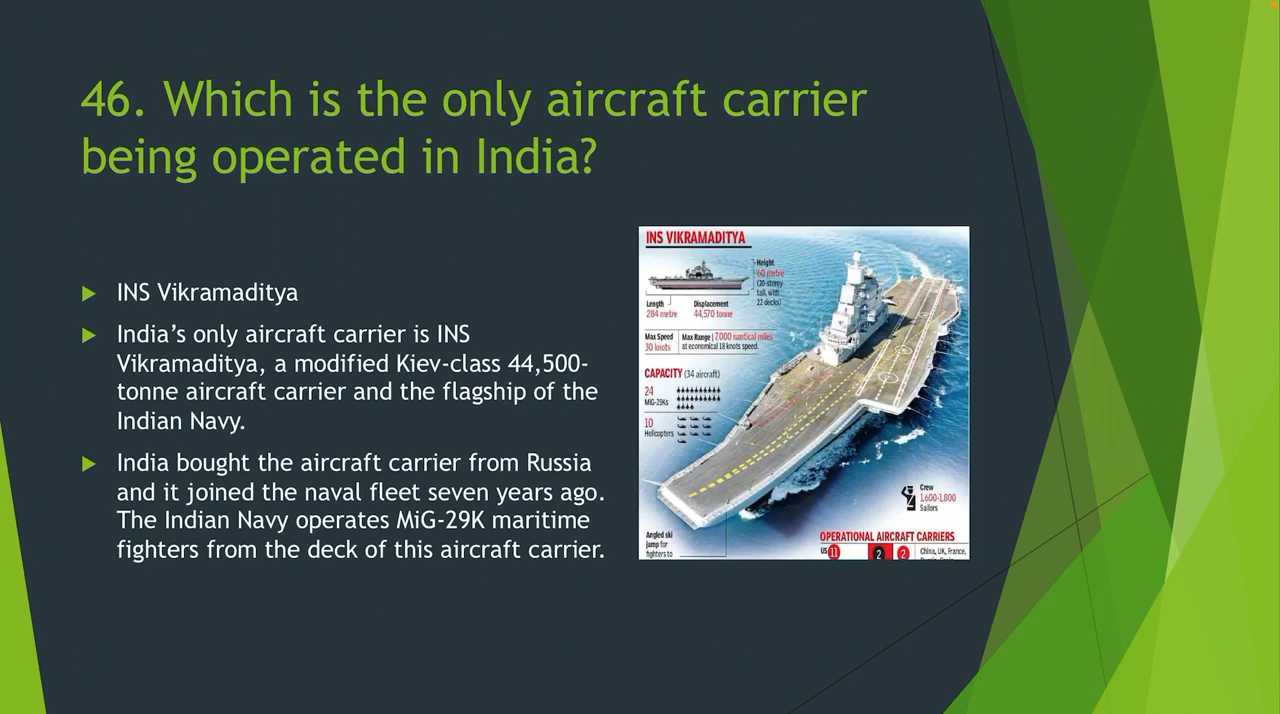 46. Which is the only aircraft carrier
being operated in India?
INS Vikramaditya
India’s only aircraft carrier is INS
Vikramaditya, a modified Kiev-class 44,500-
tonne aircraft carrier and the flagship of the
Indian Navy.
India bought the aircraft carrier from Russia
and it joined the naval fleet seven years ago.
The Indian Navy operates MiG-29K maritime
fighters from the deck of this aircraft carrier.
INS VIKRAMADITYA
Height
60 metre
(20-storey
tall, with
22 decks)
Length
284 metre
Displacement
44,570 tonne
Max Speed
30 knots
Max Range | 7,000 nautical miles
at economical 18 knots speed.
CAPACITY (34 aircraft)
24
MiG-29Ks
10
Helicopters
Crew
1,600-1,800
Sailors
Angled ski
jump for
fighters to
OPERATIONAL AIRCRAFT CARRIERS
US 11 2 2 China, UK, France,